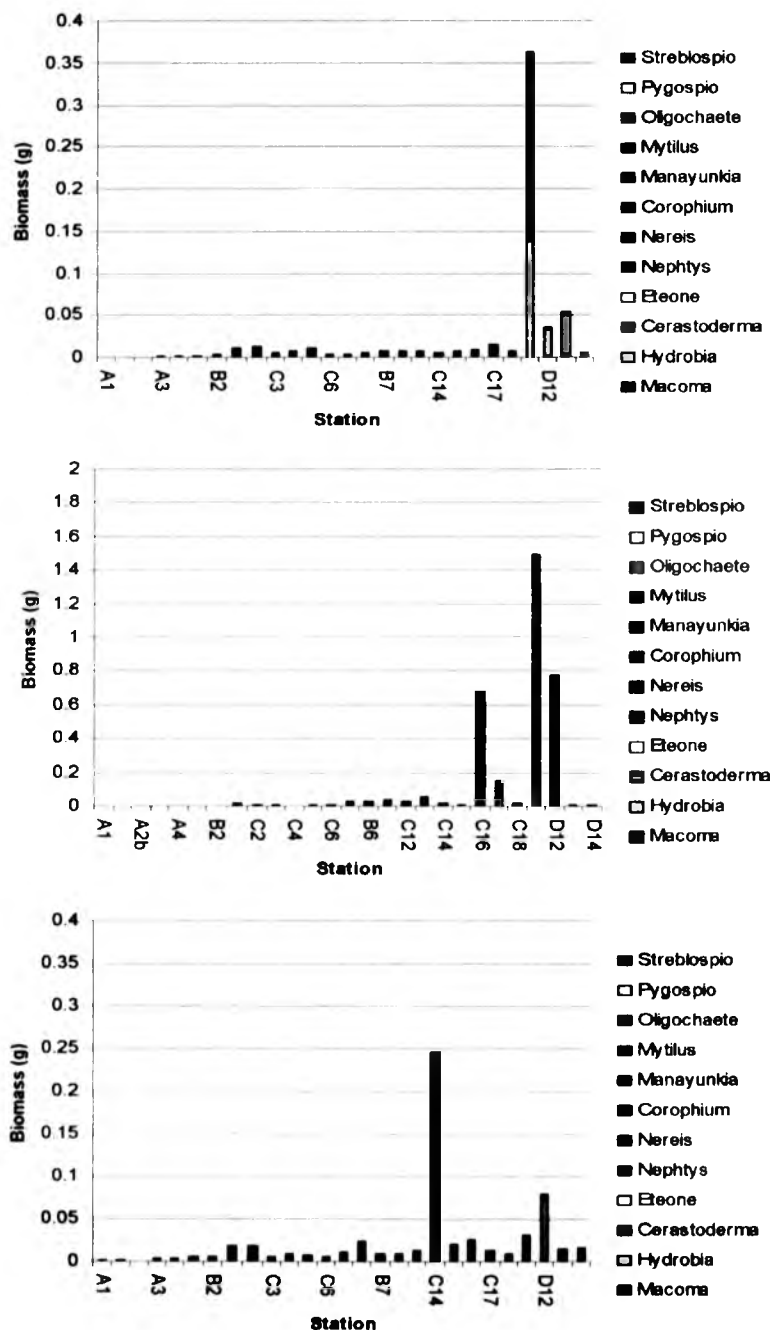 0.4
0.35
0.3
0.25
0.2
0.15
0.1
0.05
0
Biomass (g)
A1
A3
B2
C3
C6
B7
C14
C17
D12
Station
Streblospio
Pygospio
Oligochaete
Mytilus
Manayunkia
Corophium
Nereis
Nephtys
Eteone
Cerastoderma
Hydrobia
Macoma
2
1.8
1.6
1.4
1.2
1
0.8
0.6
0.4
0.2
0
Biomass (g)
A1
A2b
A4
B2
C2
C4
C6
B6
C12
C14
C16
C18
D12
D14
Station
Streblospio
Pygospio
Oligochaete
Mytilus
Manayunkia
Corophium
Nereis
Nephtys
Eteone
Cerastoderma
Hydrobia
Macoma
0.4
0.35
0.3
0.25
0.2
0.15
0.1
0.05
0
Biomass (g)
A1
A3
B2
C3
C6
B7
C14
C17
D12
Station
Streblospio
Pygospio
Oligochaete
Mytilus
Manayunkia
Corophium
Nereis
Nephtys
Eteone
Cerastoderma
Hydrobia
Macoma